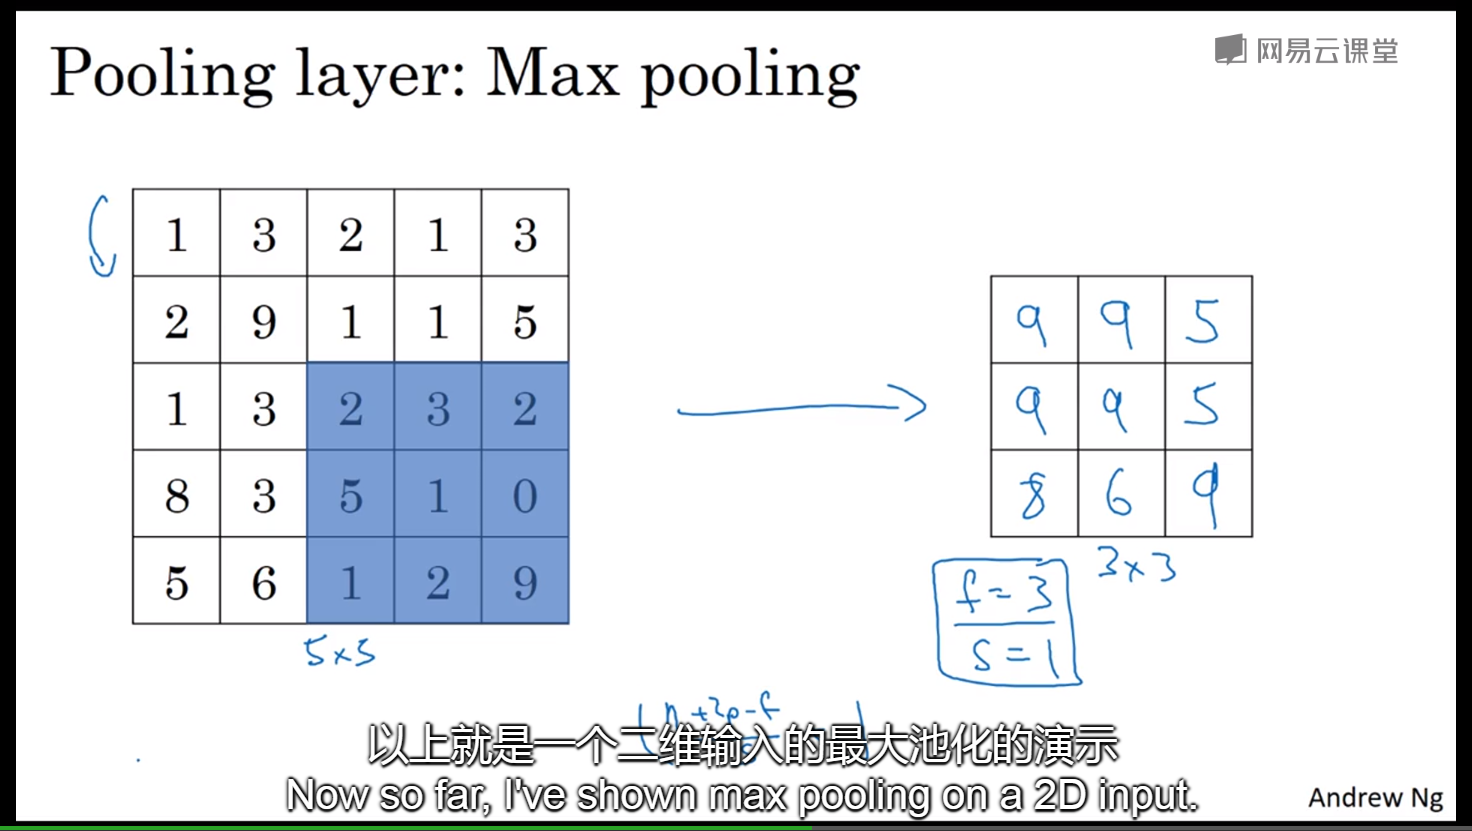 网易云课堂
Pooling layer: Max pooling
1 3 2 1 3
2 9 1 1 5
1 3 2 3 2
8 3 5 1 0
5 6 1 2 9
5×5
9 9 5
9 9 5
8 6 9
3×3
f=3
s=1
n+2p-f
以上就是一个二维输入的最大池化的演示
Now so far, I've shown max pooling on a 2D input.
Andrew Ng